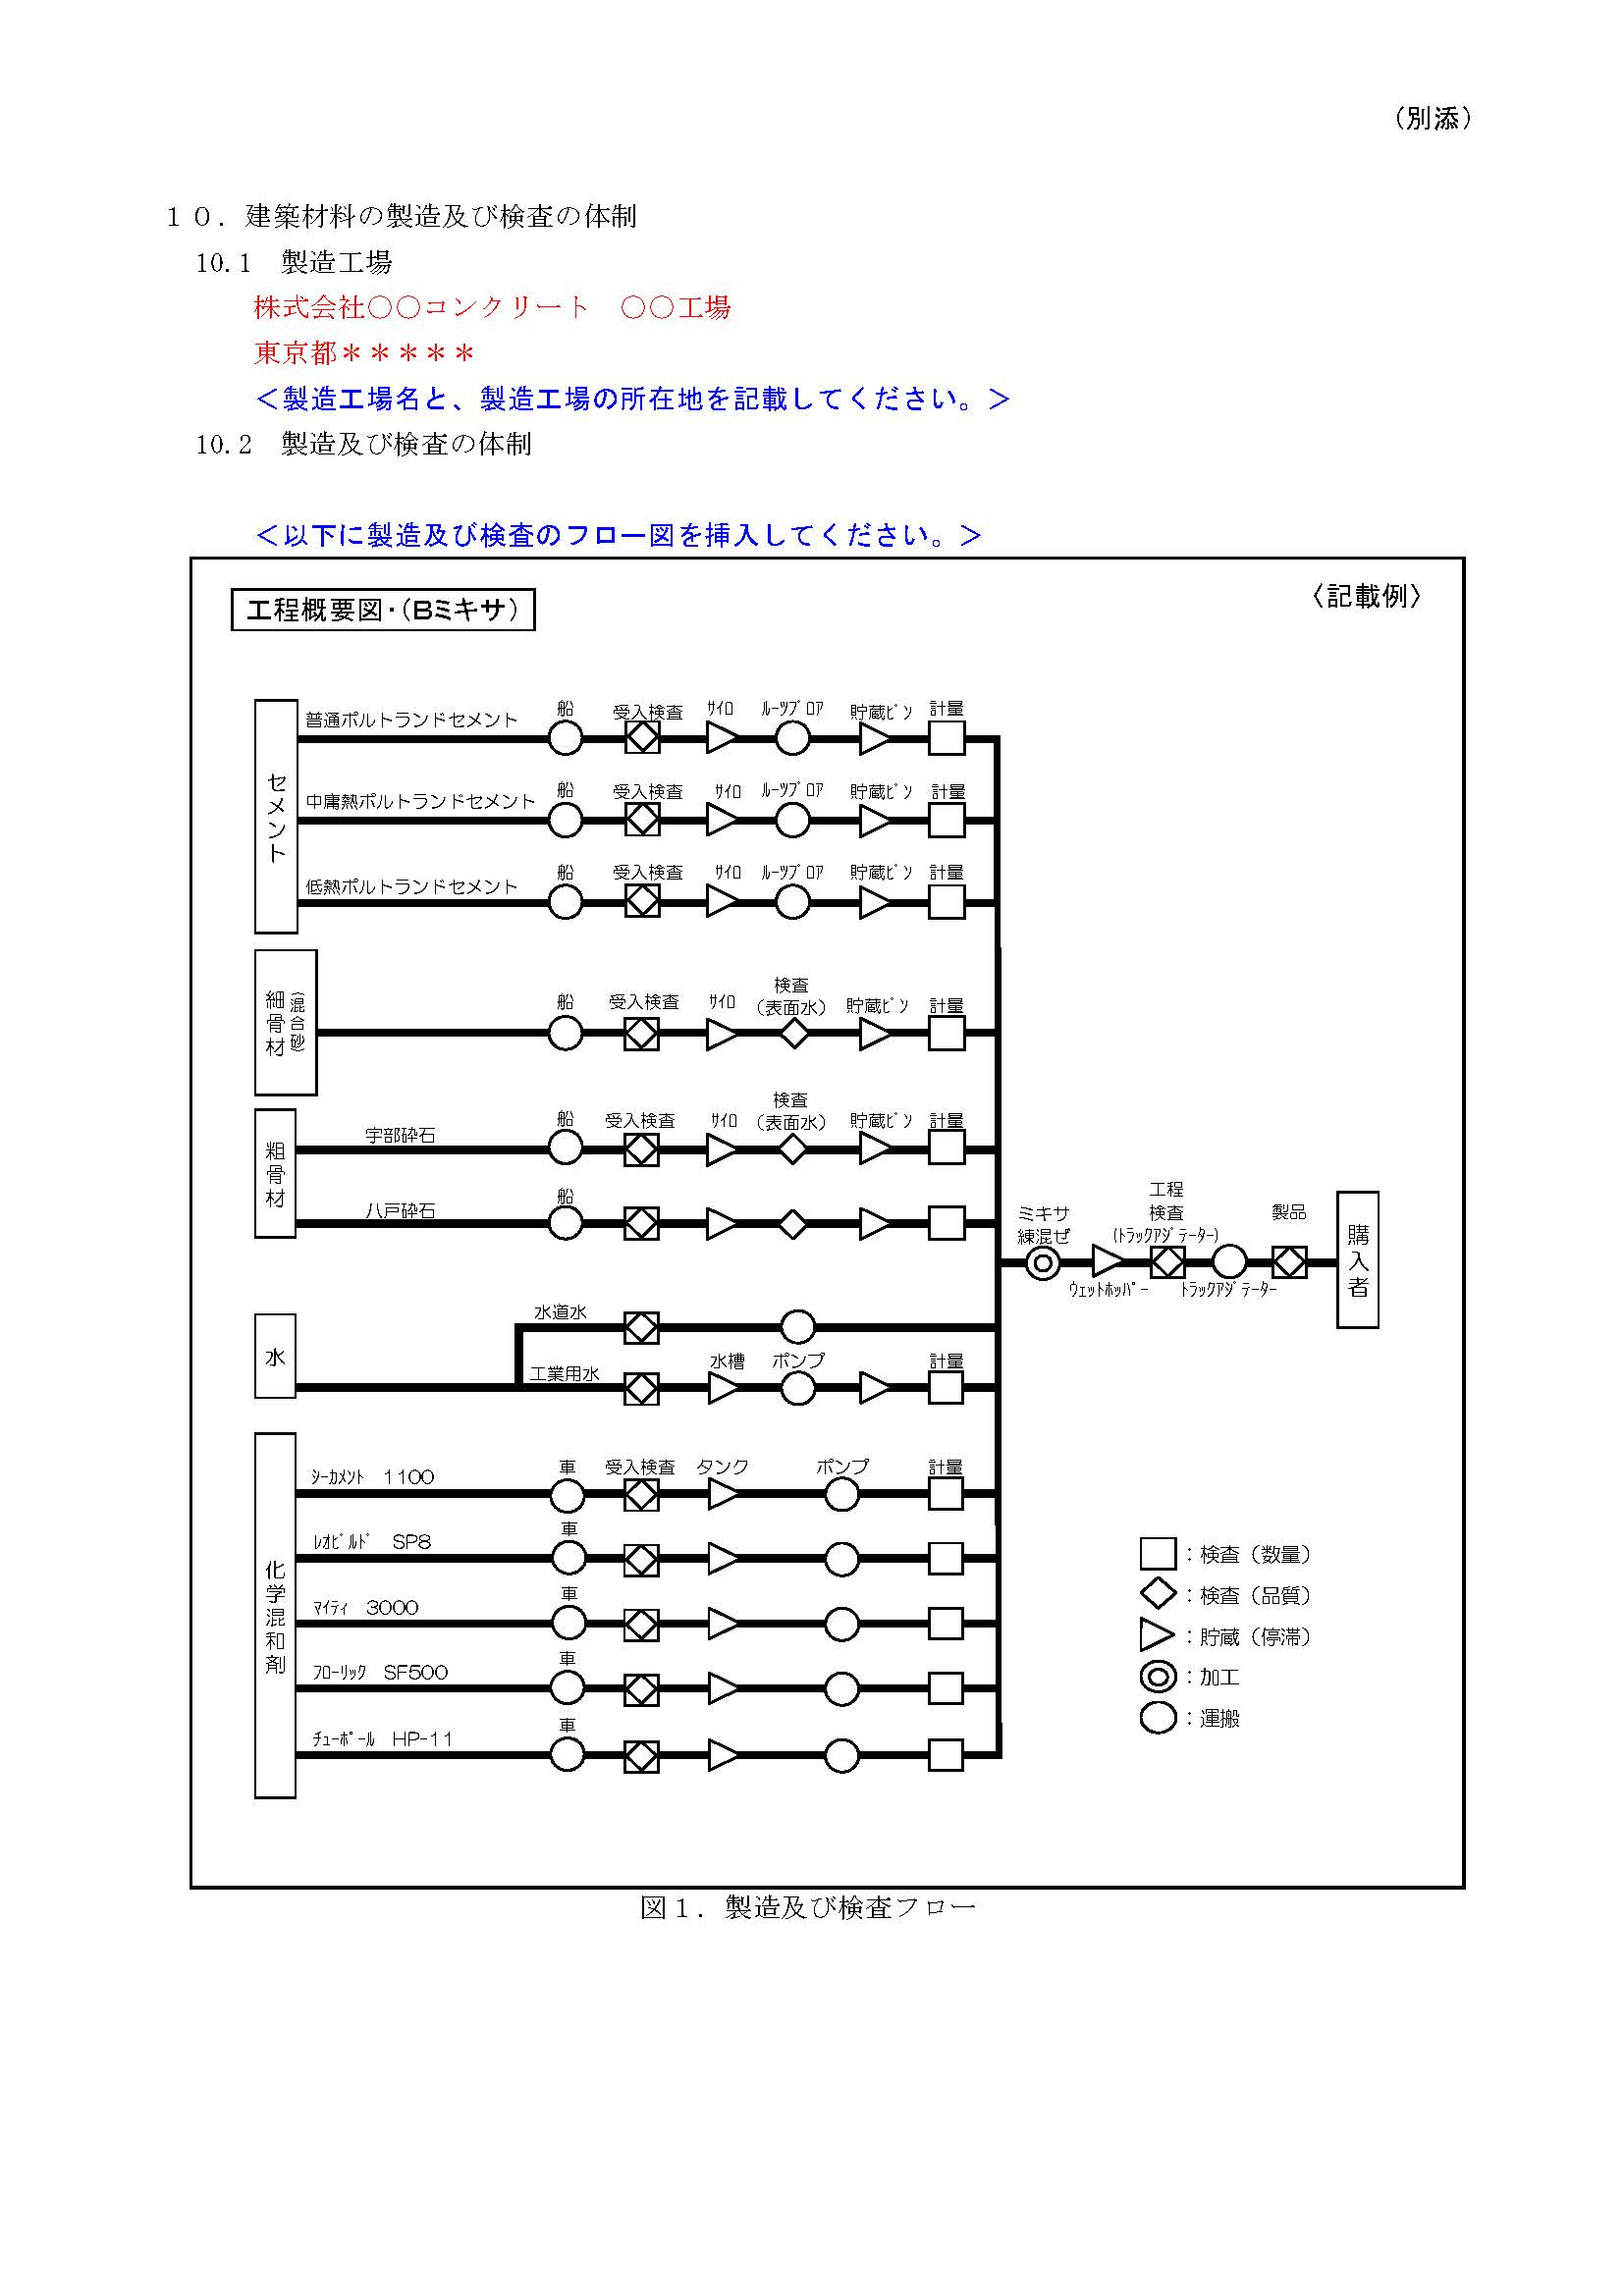 （別添）
１０．建築材料の製造及び検査の体制
10.1　製造工場
株式会社○○コンクリート　○○工場
東京都＊＊＊＊＊
＜製造工場名と、製造工場の所在地を記載してください。＞
10.2　製造及び検査の体制
＜以下に製造及び検査のフロー図を挿入してください。＞
〈記載例〉
工程概要図・（Ｂミキサ）
セメント
普通ポルトランドセメント 船 受入検査 ｻｲﾛ ﾙｰﾂﾌﾞﾛｱ 貯蔵ﾋﾞﾝ 計量
中庸熱ポルトランドセメント 船 受入検査 ｻｲﾛ ﾙｰﾂﾌﾞﾛｱ 貯蔵ﾋﾞﾝ 計量
低熱ポルトランドセメント 船 受入検査 ｻｲﾛ ﾙｰﾂﾌﾞﾛｱ 貯蔵ﾋﾞﾝ 計量
細骨材
（混合砂）
検査
船 受入検査 ｻｲﾛ （表面水） 貯蔵ﾋﾞﾝ 計量
粗骨材
検査
宇部砕石 船 受入検査 ｻｲﾛ （表面水） 貯蔵ﾋﾞﾝ 計量
八戸砕石 船
工程
ミキサ 検査 製品
練混ぜ （ﾄﾗｯｸｱｼﾞﾃｰﾀｰ）
ｳｪｯﾄﾎｯﾊﾟｰ ﾄﾗｯｸｱｼﾞﾃｰﾀｰ
購入者
水
水道水
工業用水 水槽 ポンプ 計量
化学混和剤
ｼｰｶﾒﾝﾄ　1100 車 受入検査 タンク ポンプ 計量
ﾚｵﾋﾞﾙﾄﾞ　SP8 車
ﾏｲﾃｨ　3000 車
ﾌﾛｰﾘｯｸ　SF500 車
ﾁｭｰﾎﾟｰﾙ　HP-11 車
：検査（数量）
：検査（品質）
：貯蔵（停滞）
：加工
：運搬
図１．製造及び検査フロー